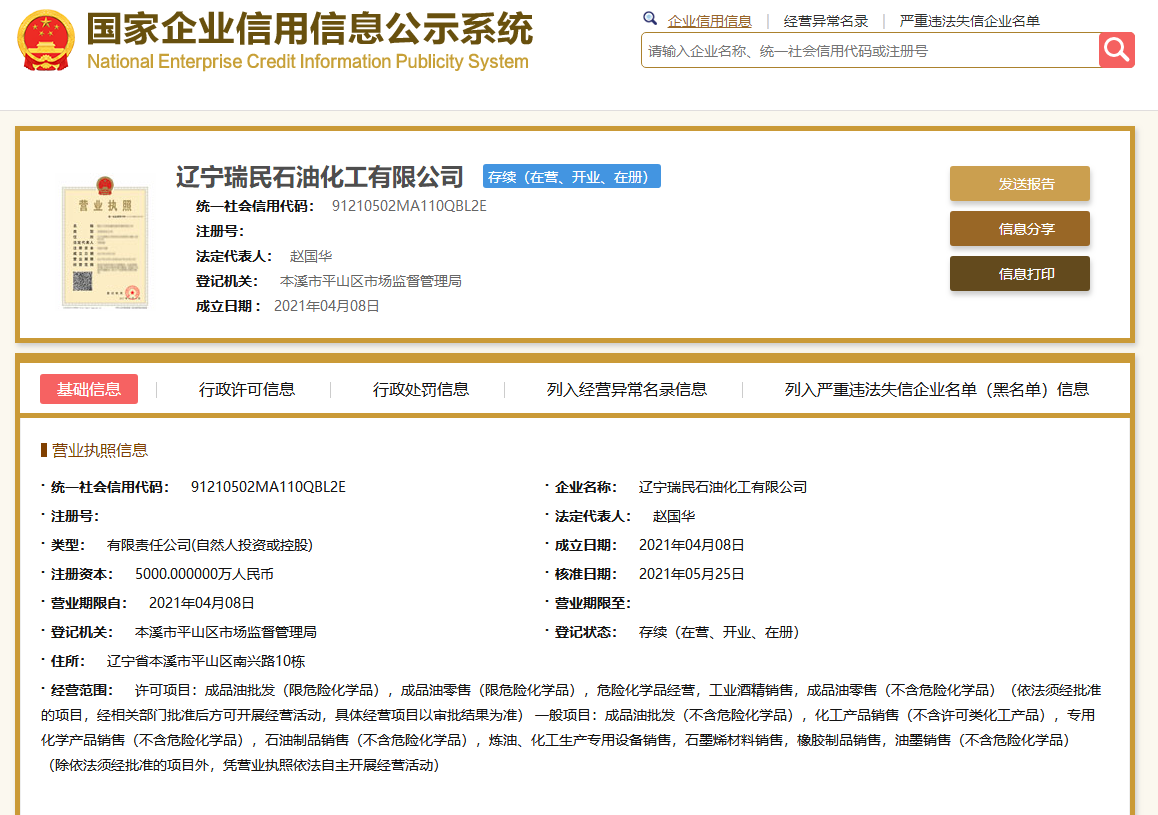 国家企业信用信息公示系统
National Enterprise Credit Information Publicity System
企业信用信息 | 经营异常名录 | 严重违法失信企业名单
请输入企业名称、统一社会信用代码或注册号
营业执照
辽宁瑞民石油化工有限公司 存续（在营、开业、在册）
统一社会信用代码： 91210502MA110QBL2E
注册号：
法定代表人： 赵国华
登记机关： 本溪市平山区市场监督管理局
成立日期： 2021年04月08日
发送报告
信息分享
信息打印
基础信息 | 行政许可信息 | 行政处罚信息 | 列入经营异常名录信息 | 列入严重违法失信企业名单（黑名单）信息
营业执照信息
· 统一社会信用代码： 91210502MA110QBL2E · 企业名称： 辽宁瑞民石油化工有限公司
· 注册号： · 法定代表人： 赵国华
· 类型： 有限责任公司(自然人投资或控股) · 成立日期： 2021年04月08日
· 注册资本： 5000.000000万人民币 · 核准日期： 2021年05月25日
· 营业期限自： 2021年04月08日 · 营业期限至：
· 登记机关： 本溪市平山区市场监督管理局 · 登记状态： 存续（在营、开业、在册）
· 住所： 辽宁省本溪市平山区南兴路10栋
· 经营范围： 许可项目：成品油批发（限危险化学品），成品油零售（限危险化学品），危险化学品经营，工业酒精销售，成品油零售（不含危险化学品）（依法须经批准
的项目，经相关部门批准后方可开展经营活动，具体经营项目以审批结果为准） 一般项目：成品油批发（不含危险化学品），化工产品销售（不含许可类化工产品），专用
化学产品销售（不含危险化学品），石油制品销售（不含危险化学品），炼油、化工生产专用设备销售，石墨烯材料销售，橡胶制品销售，油墨销售（不含危险化学品）
（除依法须经批准的项目外，凭营业执照依法自主开展经营活动）